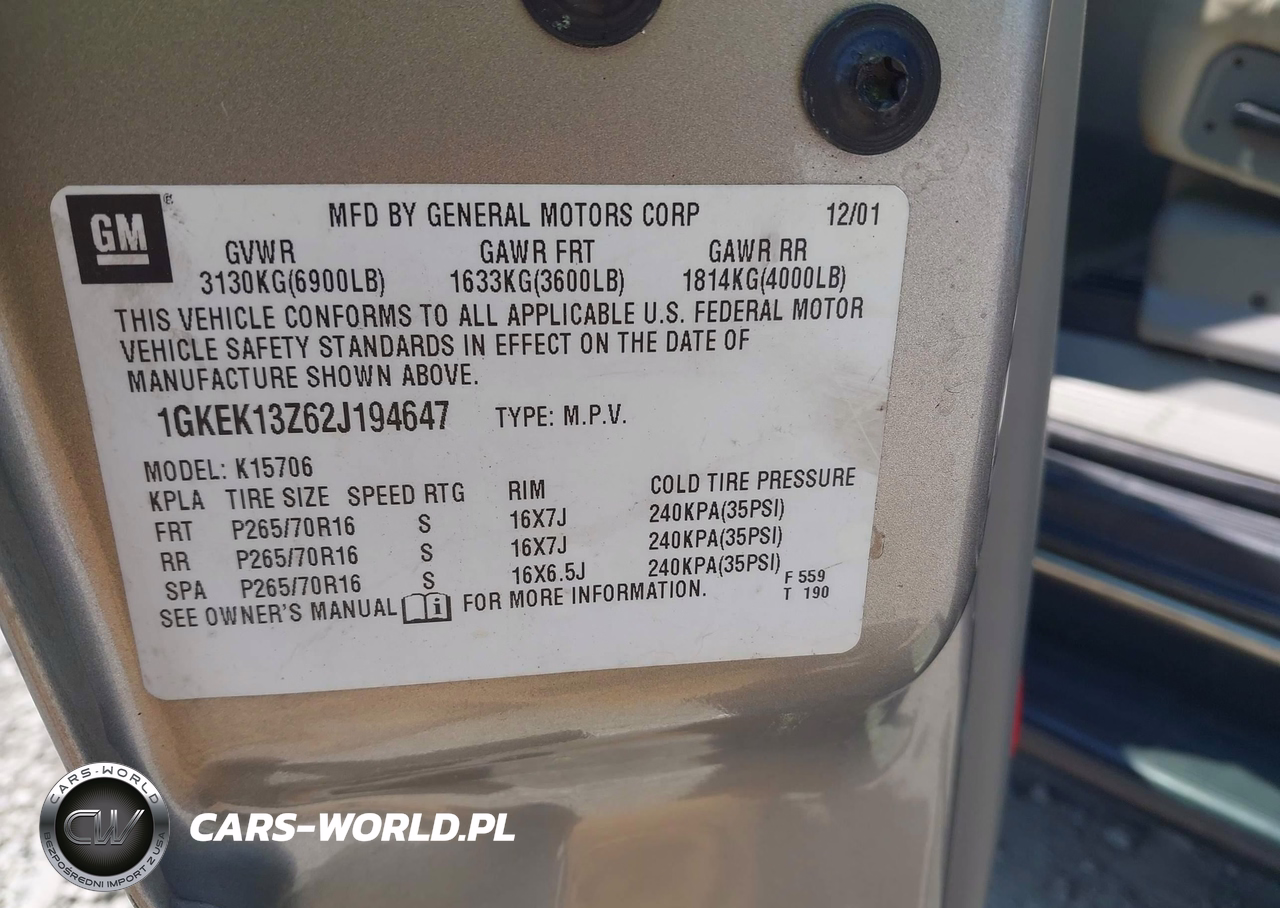 GM ®
MFD BY GENERAL MOTORS CORP 12/01
GVWR GAWR FRT GAWR RR
3130KG(6900LB) 1633KG(3600LB) 1814KG(4000LB)
THIS VEHICLE CONFORMS TO ALL APPLICABLE U.S. FEDERAL MOTOR
VEHICLE SAFETY STANDARDS IN EFFECT ON THE DATE OF
MANUFACTURE SHOWN ABOVE.
1GKEK13Z62J194647 TYPE: M.P.V.
MODEL: K15706
KPLA TIRE SIZE SPEED RTG RIM COLD TIRE PRESSURE
FRT P265/70R16 S 16X7J 240KPA(35PSI)
RR P265/70R16 S 16X7J 240KPA(35PSI)
SPA P265/70R16 S 16X6.5J 240KPA(35PSI)
SEE OWNER'S MANUAL i FOR MORE INFORMATION.
F 559
T 190
CARS-WORLD
CW
BEZPOŚREDNI IMPORT Z USA
CARS-WORLD.PL